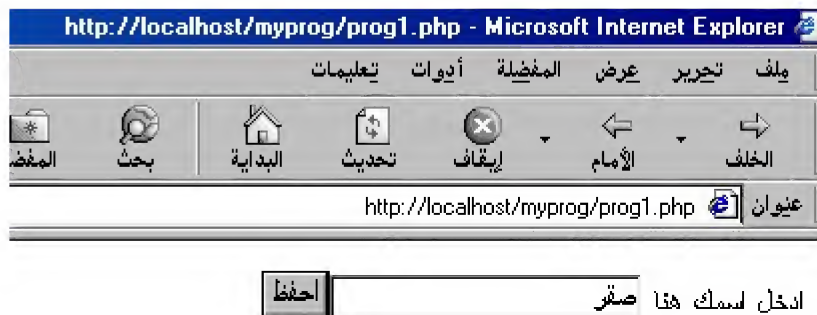 http://localhost/myprog/prog1.php - Microsoft Internet Explorer
ملف تحرير عرض المفضلة أدوات تعليمات
الخلف الأمام إيقاف تحديث البداية بحث المفض
عنوان http://localhost/myprog/prog1.php
ادخل اسمك هنا صقر احفظ